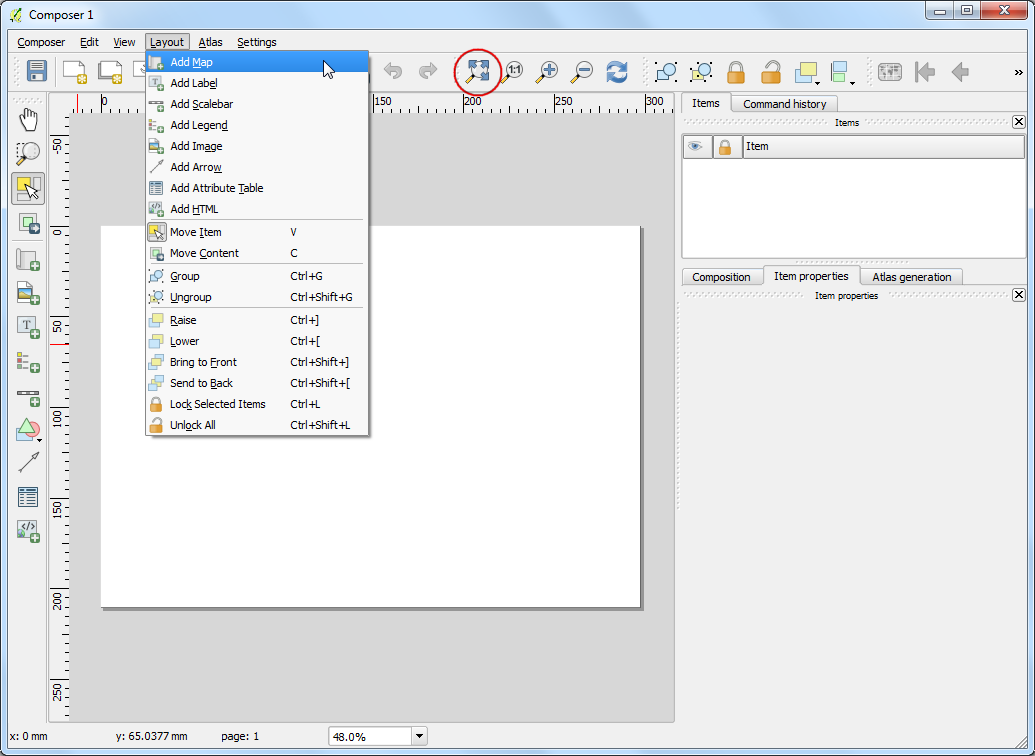 Composer 1
Composer Edit View Layout Atlas Settings
1:1
»
Add Map
Add Label
Add Scalebar
Add Legend
Add Image
Add Arrow
Add Attribute Table
Add HTML
Move Item V
Move Content C
Group Ctrl+G
Ungroup Ctrl+Shift+G
Raise Ctrl+]
Lower Ctrl+[
Bring to Front Ctrl+Shift+]
Send to Back Ctrl+Shift+[
Lock Selected Items Ctrl+L
Unlock All Ctrl+Shift+L
0 150 200 250 300
-50
0
50
100
150
200
250
T
Items Command history
Items
Item
Composition Item properties Atlas generation
Item properties
x: 0 mm y: 65.0377 mm page: 1 48.0%